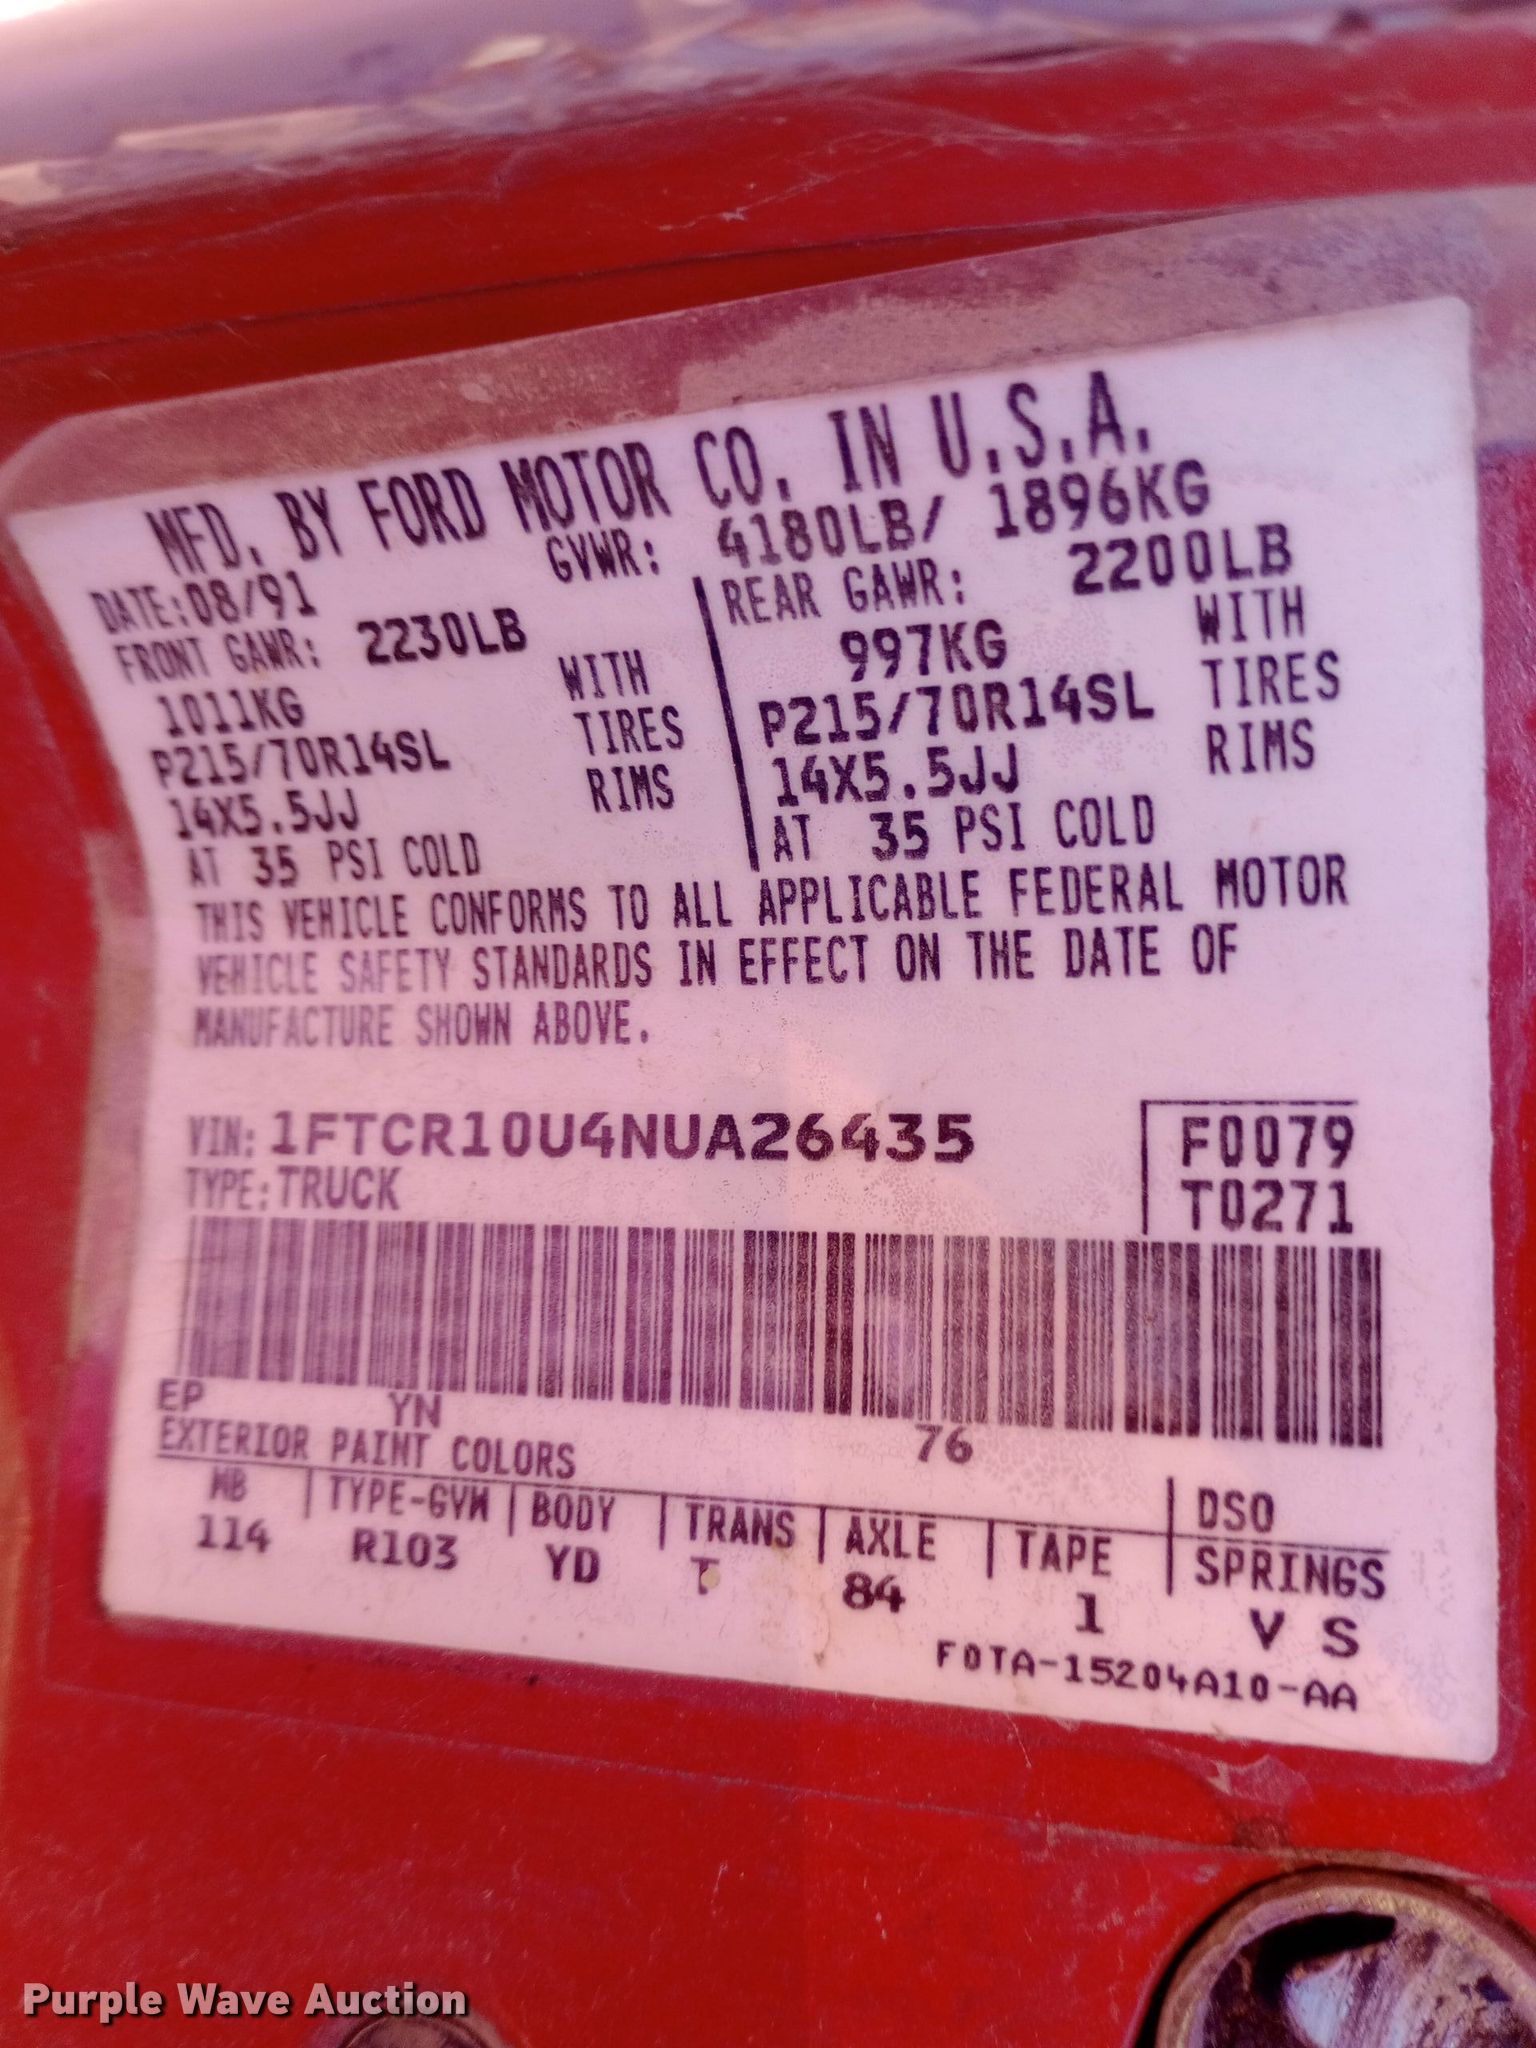 MFD. BY FORD MOTOR CO. IN U.S.A.
DATE:08/91 GVWR: 4180LB/ 1896KG
FRONT GAWR: 2230LB
1011KG WITH
P215/70R14SL TIRES
14X5.5JJ RIMS
AT 35 PSI COLD
REAR GAWR: 2200LB
997KG WITH
P215/70R14SL TIRES
14X5.5JJ RIMS
AT 35 PSI COLD
THIS VEHICLE CONFORMS TO ALL APPLICABLE FEDERAL MOTOR
VEHICLE SAFETY STANDARDS IN EFFECT ON THE DATE OF
MANUFACTURE SHOWN ABOVE.
VIN: 1FTCR10U4NUA26435
TYPE:TRUCK
F0079
T0271
EP YN 76
EXTERIOR PAINT COLORS DSO
WB TYPE-GVW BODY TRANS AXLE TAPE SPRINGS
114 R103 YD T 84 1 V S
F0TA-15204A10-AA
Purple Wave Auction